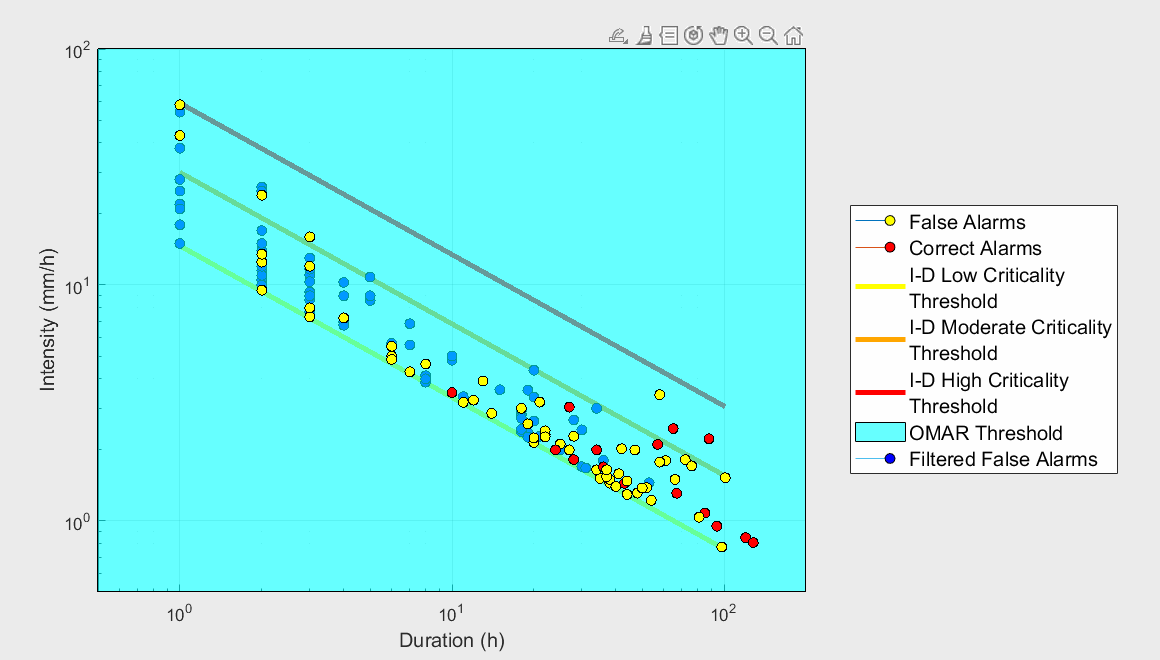 10²
10¹
10⁰
Intensity (mm/h)
10⁰
10¹
10²
Duration (h)
False Alarms
Correct Alarms
I-D Low Criticality
Threshold
I-D Moderate Criticality
Threshold
I-D High Criticality
Threshold
OMAR Threshold
Filtered False Alarms